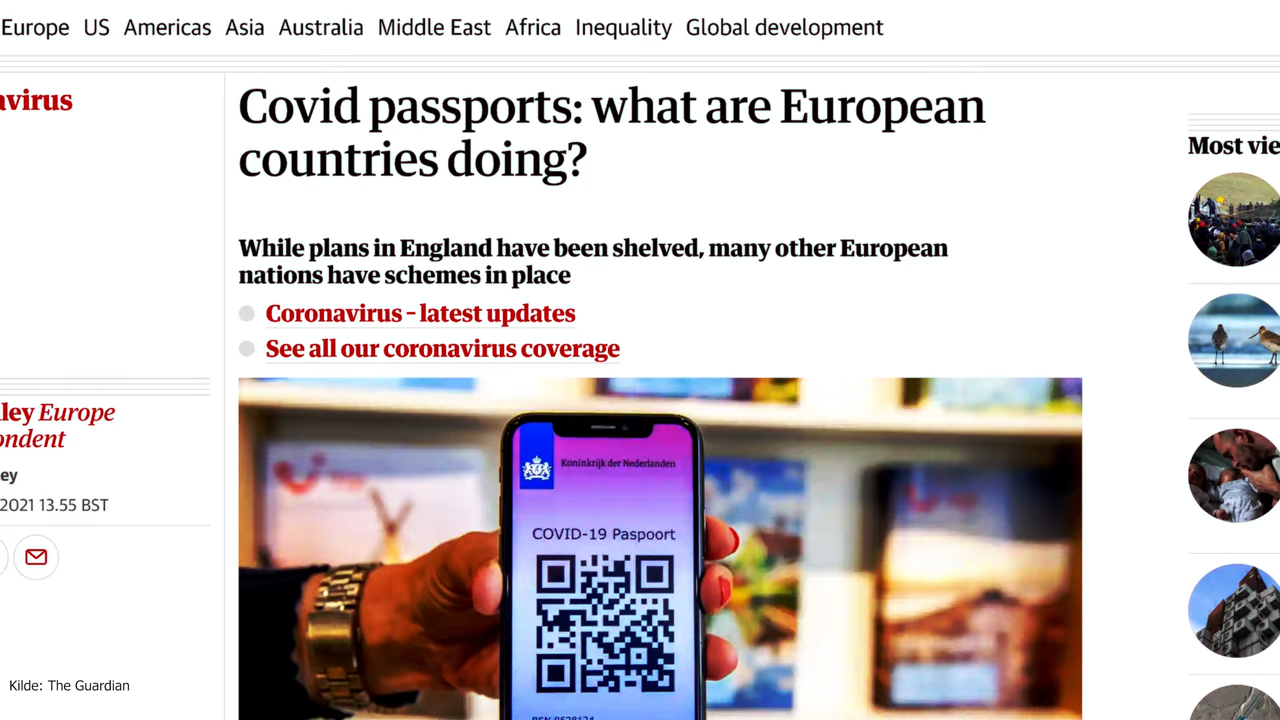 Europe US Americas Asia Australia Middle East Africa Inequality Global development
avirus
Covid passports: what are European
countries doing?
While plans in England have been shelved, many other European
nations have schemes in place
Coronavirus – latest updates
See all our coronavirus coverage
Most vie
ley Europe
ondent
ey
2021 13.55 BST
Koninkrijk der Nederlanden
COVID-19 Paspoort
Kilde: The Guardian